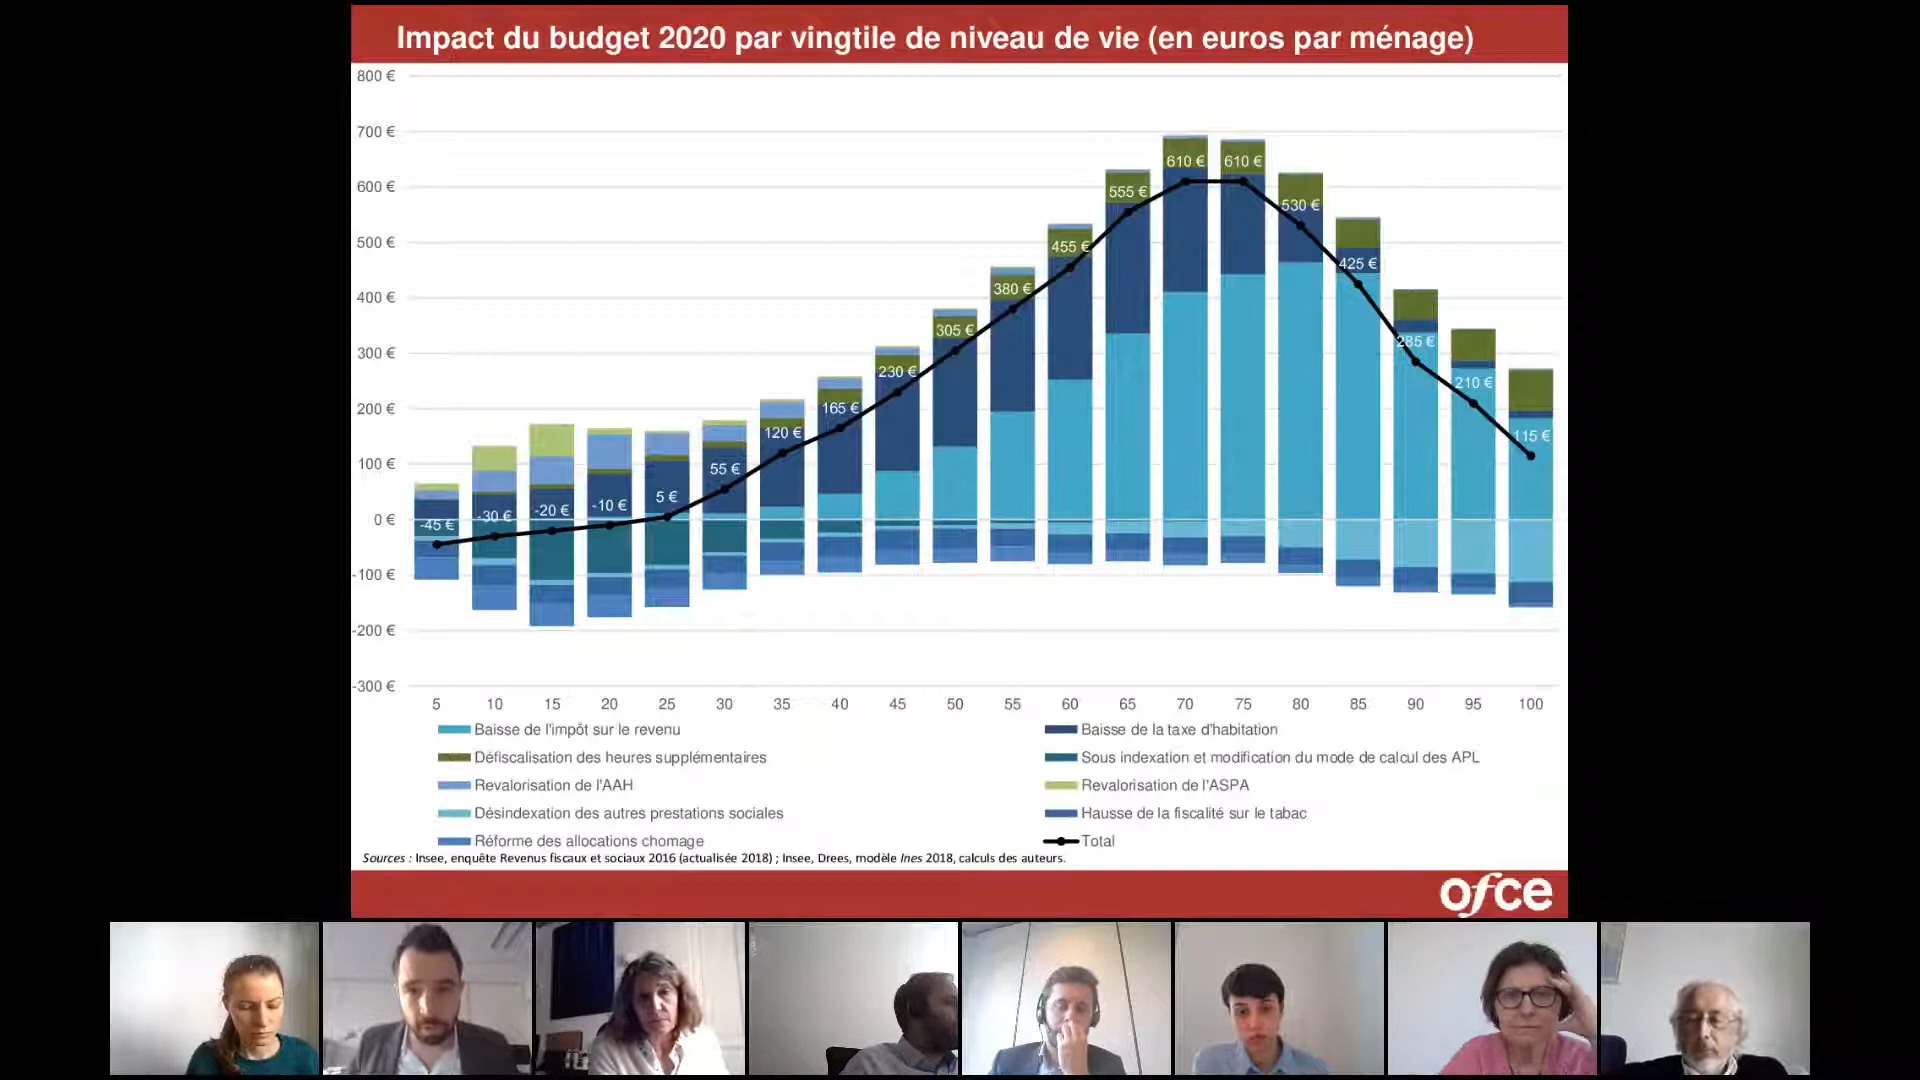 Impact du budget 2020 par vingtile de niveau de vie (en euros par ménage)
800 €
700 €
600 €
500 €
400 €
300 €
200 €
100 €
0 €
-100 €
-200 €
-300 €
-45 €
-30 €
-20 €
-10 €
5 €
55 €
120 €
165 €
230 €
305 €
380 €
455 €
555 €
610 €
610 €
530 €
425 €
285 €
210 €
115 €
5 10 15 20 25 30 35 40 45 50 55 60 65 70 75 80 85 90 95 100
Baisse de l'impôt sur le revenu
Baisse de la taxe d'habitation
Défiscalisation des heures supplémentaires
Sous indexation et modification du mode de calcul des APL
Revalorisation de l'AAH
Revalorisation de l'ASPA
Désindexation des autres prestations sociales
Hausse de la fiscalité sur le tabac
Réforme des allocations chomage
Total
Sources : Insee, enquête Revenus fiscaux et sociaux 2016 (actualisée 2018) ; Insee, Drees, modèle Ines 2018, calculs des auteurs.
ofce